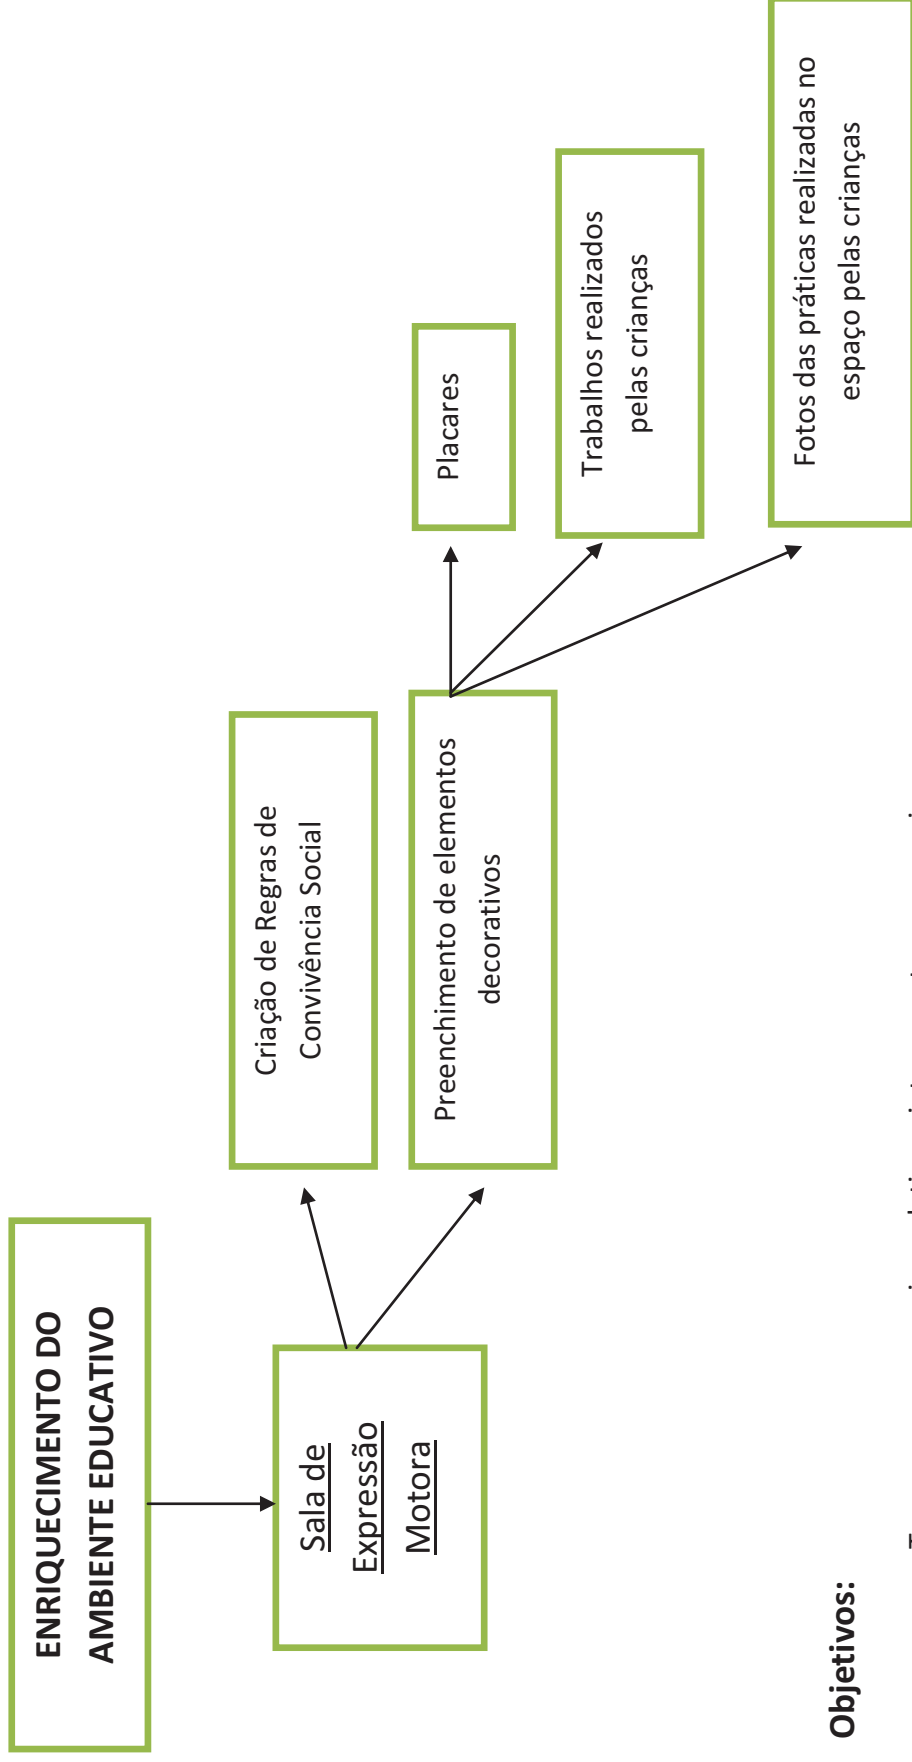 ENRIQUECIMENTO DO
AMBIENTE EDUCATIVO
Sala de
Expressão
Motora
Criação de Regras de
Convivência Social
Preenchimento de elementos
decorativos
Placares
Trabalhos realizados
pelas crianças
Fotos das práticas realizadas no
espaço pelas crianças
Objetivos: